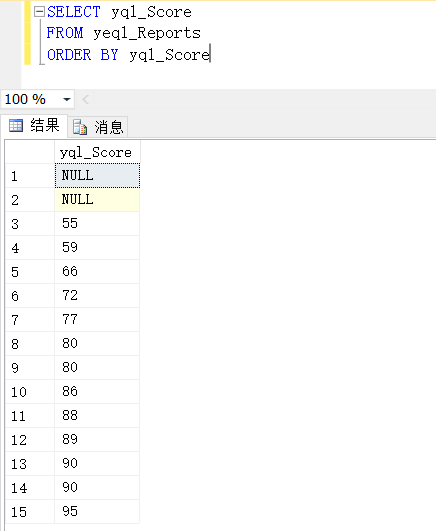 SELECT yql_Score
FROM yeql_Reports
ORDER BY yql_Score
100 %
结果 消息
yql_Score
1 NULL
2 NULL
3 55
4 59
5 66
6 72
7 77
8 80
9 80
10 86
11 88
12 89
13 90
14 90
15 95